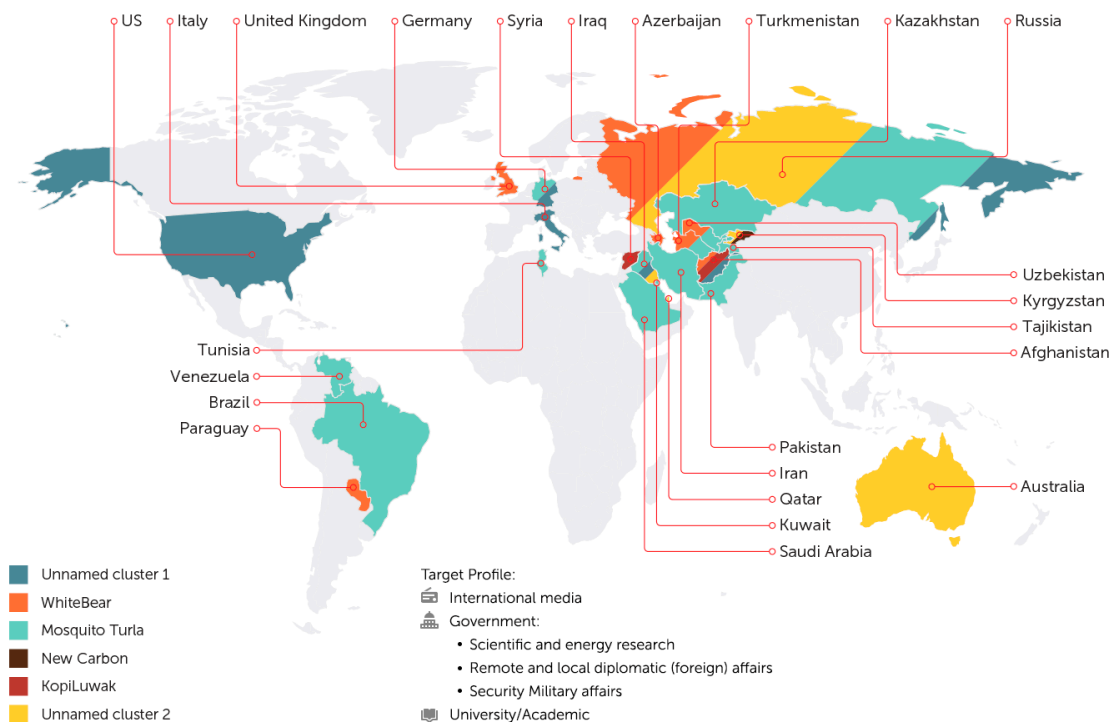 US
Italy
United Kingdom
Germany
Syria
Iraq
Azerbaijan
Turkmenistan
Kazakhstan
Russia
Uzbekistan
Kyrgyzstan
Tajikistan
Afghanistan
Tunisia
Venezuela
Brazil
Paraguay
Pakistan
Iran
Qatar
Kuwait
Saudi Arabia
Australia
Unnamed cluster 1
WhiteBear
Mosquito Turla
New Carbon
KopiLuwak
Unnamed cluster 2
Target Profile:
International media
Government:
• Scientific and energy research
• Remote and local diplomatic (foreign) affairs
• Security Military affairs
University/Academic